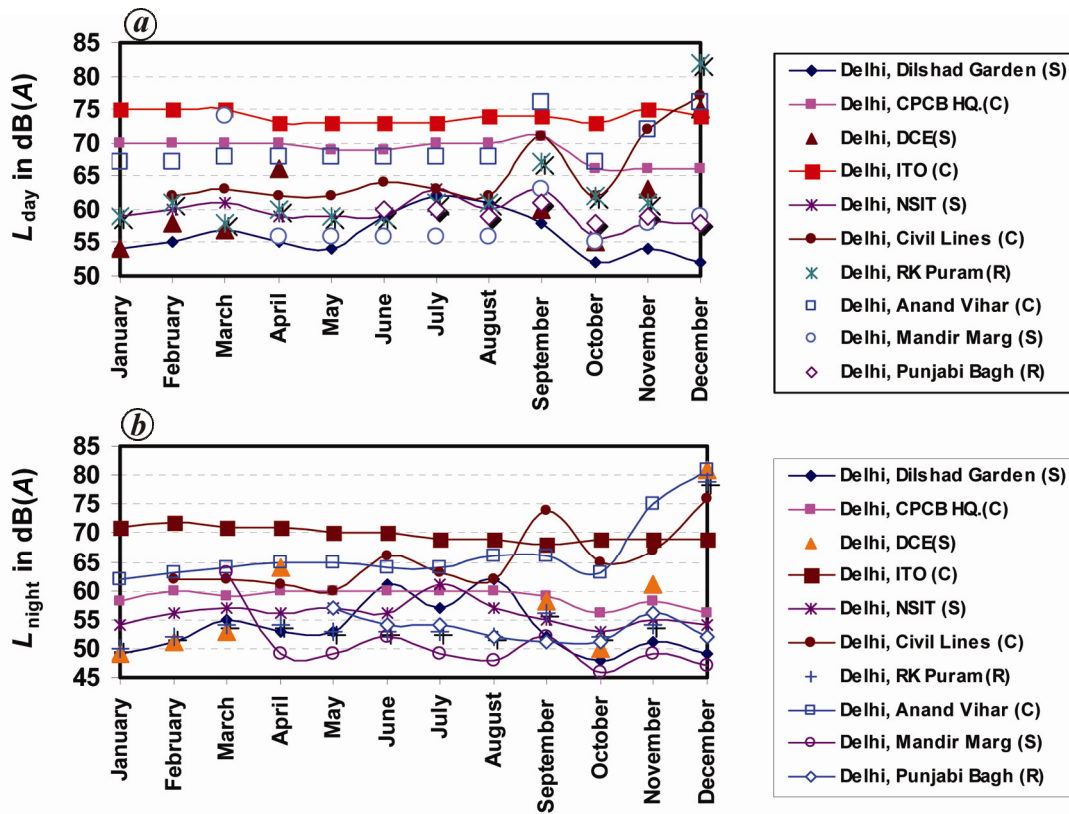 a
85
80
75
70
65
60
55
50
Lday in dB(A)
January
February
March
April
May
June
July
August
September
October
November
December
Delhi, Dilshad Garden (S)
Delhi, CPCB HQ.(C)
Delhi, DCE(S)
Delhi, ITO (C)
Delhi, NSIT (S)
Delhi, Civil Lines (C)
Delhi, RK Puram (R)
Delhi, Anand Vihar (C)
Delhi, Mandir Marg (S)
Delhi, Punjabi Bagh (R)
b
85
80
75
70
65
60
55
50
45
Lnight in dB(A)
January
February
March
April
May
June
July
August
September
October
November
December
Delhi, Dilshad Garden (S)
Delhi, CPCB HQ.(C)
Delhi, DCE(S)
Delhi, ITO (C)
Delhi, NSIT (S)
Delhi, Civil Lines (C)
Delhi, RK Puram (R)
Delhi, Anand Vihar (C)
Delhi, Mandir Marg (S)
Delhi, Punjabi Bagh (R)